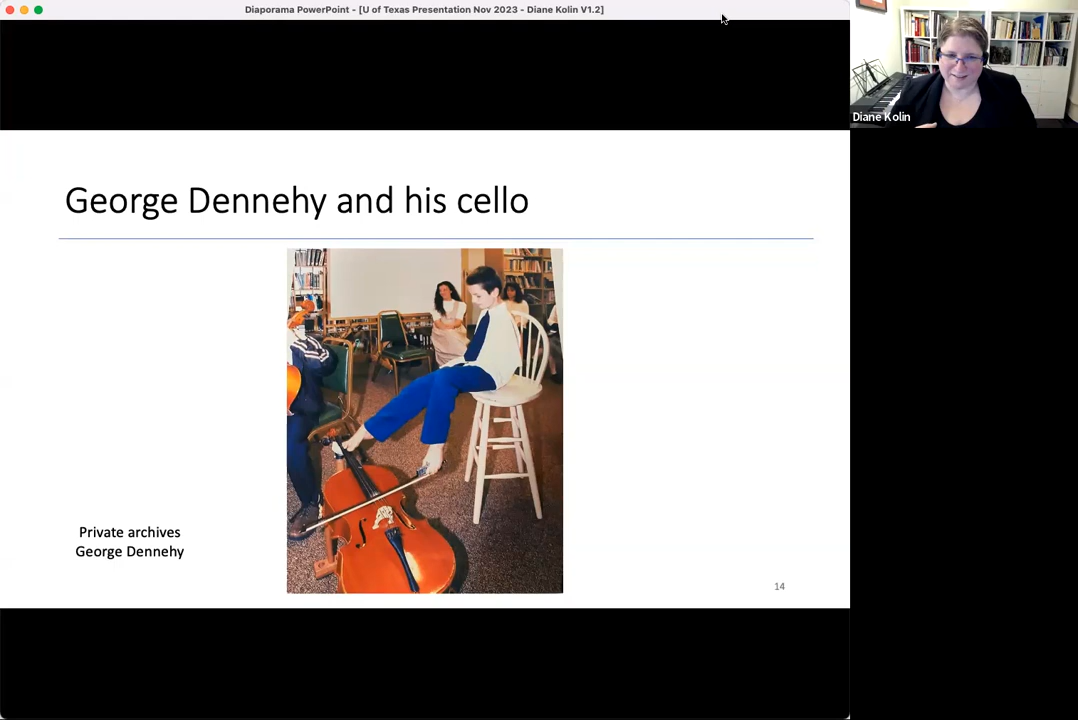 Diaporama PowerPoint - [U of Texas Presentation Nov 2023 - Diane Kolin V1.2]
Diane Kolin
George Dennehy and his cello
Private archives
George Dennehy
14